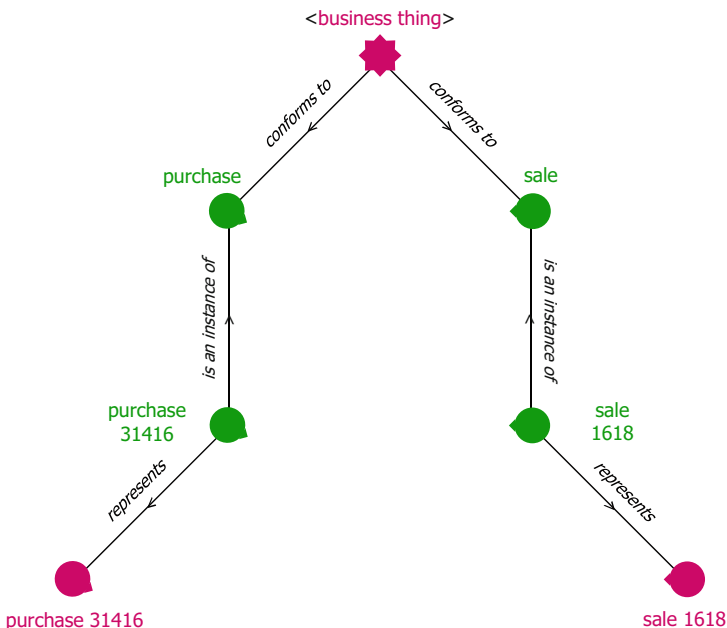 <business thing>
conforms to
conforms to
purchase
sale
is an instance of
is an instance of
purchase
31416
sale
1618
represents
represents
purchase 31416
sale 1618